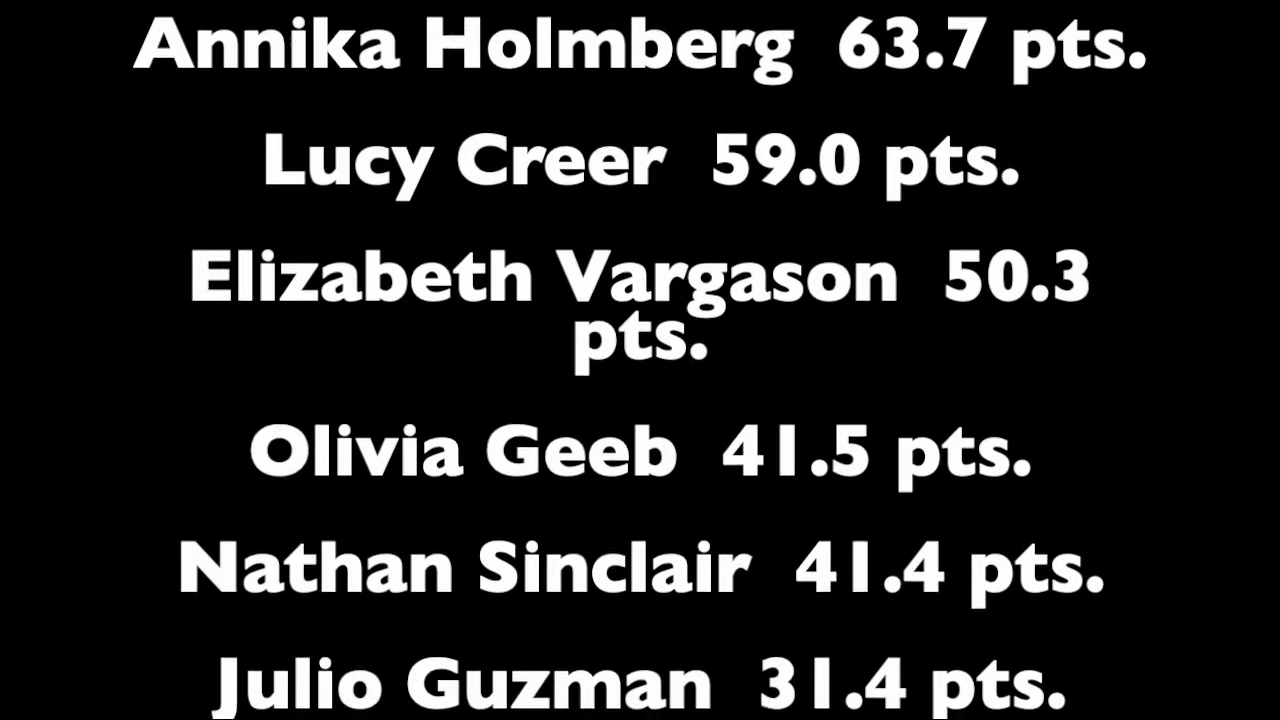 Annika Holmberg  63.7 pts.
Lucy Creer  59.0 pts.
Elizabeth Vargason  50.3
pts.
Olivia Geeb  41.5 pts.
Nathan Sinclair  41.4 pts.
Julio Guzman  31.4 pts.